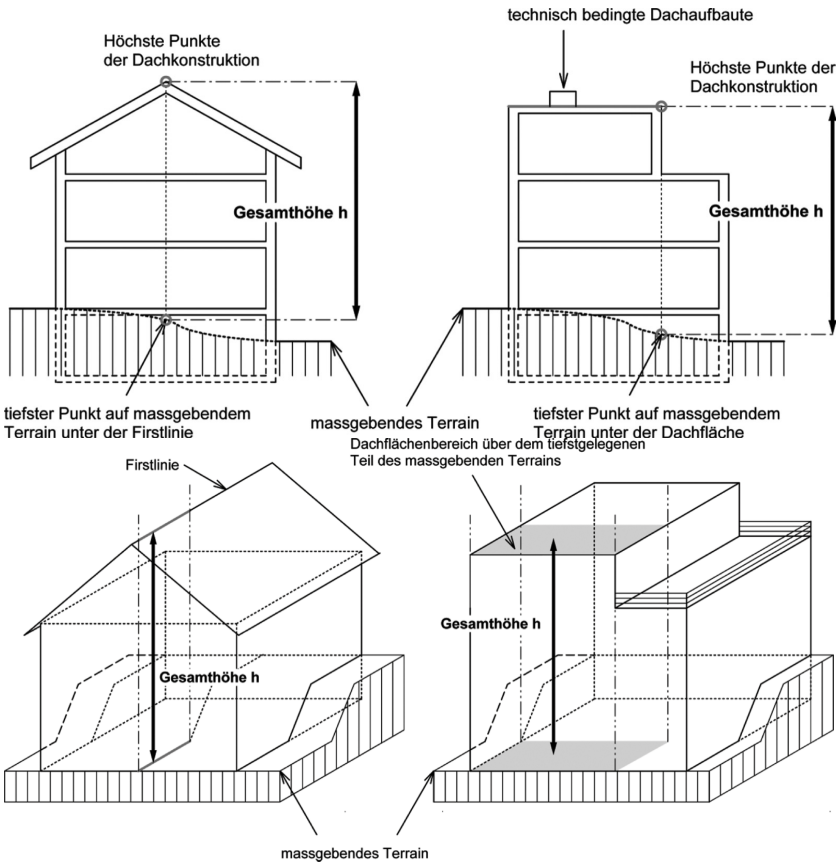 technisch bedingte Dachaufbaute
Höchste Punkte
der Dachkonstruktion
Höchste Punkte der
Dachkonstruktion
Gesamthöhe h
Gesamthöhe h
tiefster Punkt auf massgebendem
Terrain unter der Firstlinie
massgebendes Terrain
tiefster Punkt auf massgebendem
Terrain unter der Dachfläche
Dachflächenbereich über dem tiefstgelegenen
Teil des massgebenden Terrains
Firstlinie
Gesamthöhe h
Gesamthöhe h
massgebendes Terrain